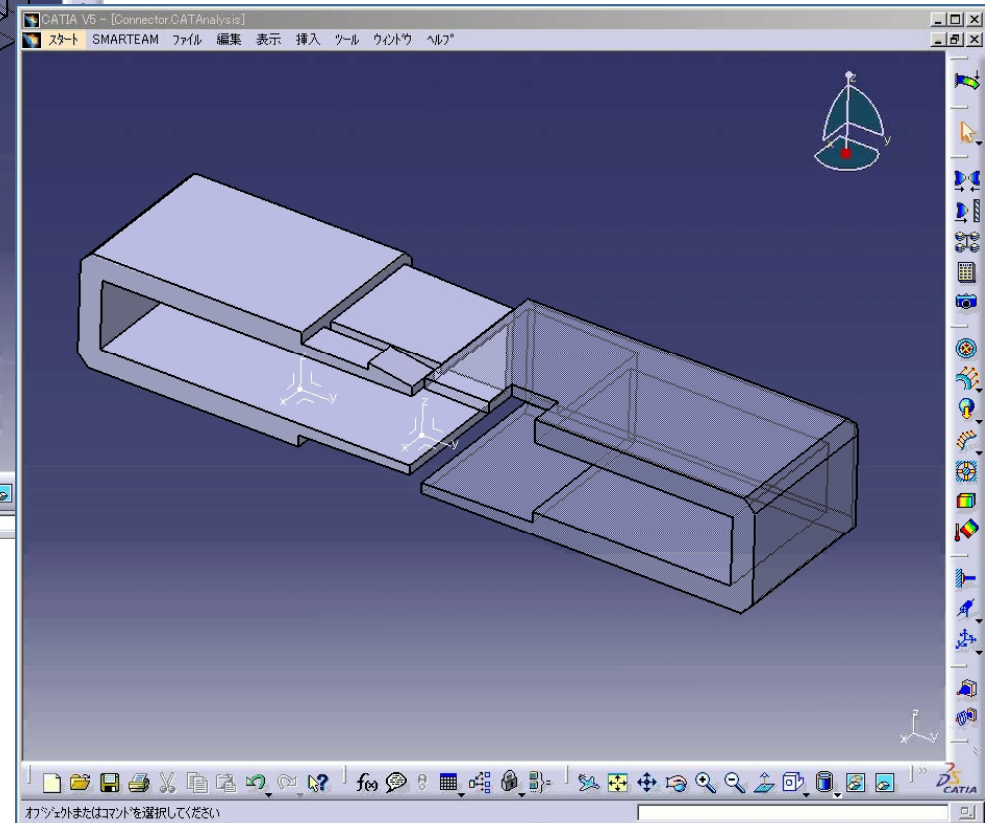 CATIA V5 - [Connector.CATAnalysis]
スタート SMARTEAM ファイル 編集 表示 挿入 ツール ウィンドウ ヘルプ
z
x y
z
x y
z
x y
f(x)
z
x y
CATIA
オブジェクトまたはコマンドを選択してください